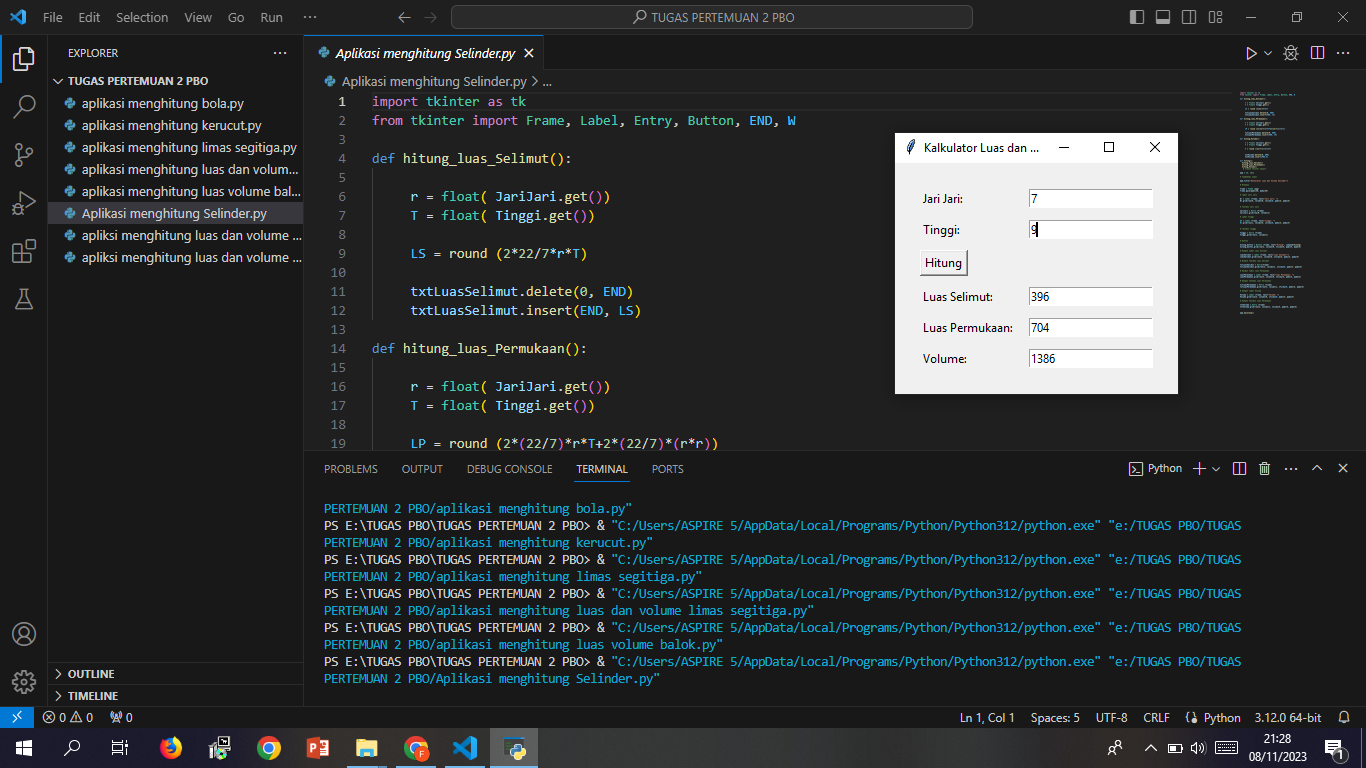 File Edit Selection View Go Run ···
TUGAS PERTEMUAN 2 PBO
EXPLORER
TUGAS PERTEMUAN 2 PBO
aplikasi menghitung bola.py
aplikasi menghitung kerucut.py
aplikasi menghitung limas segitiga.py
aplikasi menghitung luas dan volum...
aplikasi menghitung luas volume bal...
Aplikasi menghitung Selinder.py
apliksi menghitung luas dan volume ...
apliksi menghitung luas dan volume ...
OUTLINE
TIMELINE
Aplikasi menghitung Selinder.py
Aplikasi menghitung Selinder.py > ...
1 import tkinter as tk
2 from tkinter import Frame, Label, Entry, Button, END, W
3
4 def hitung_luas_Selimut():
5
6 r = float( JariJari.get())
7 T = float( Tinggi.get())
8
9 LS = round (2*22/7*r*T)
10
11 txtLuasSelimut.delete(0, END)
12 txtLuasSelimut.insert(END, LS)
13
14 def hitung_luas_Permukaan():
15
16 r = float( JariJari.get())
17 T = float( Tinggi.get())
18
19 LP = round (2*(22/7)*r*T+2*(22/7)*(r*r))
Kalkulator Luas dan ...
Jari Jari: 7
Tinggi: 9
Hitung
Luas Selimut: 396
Luas Permukaan: 704
Volume: 1386
PROBLEMS OUTPUT DEBUG CONSOLE TERMINAL PORTS
Python
PERTEMUAN 2 PBO/aplikasi menghitung bola.py"
PS E:\TUGAS PBO\TUGAS PERTEMUAN 2 PBO> & "C:/Users/ASPIRE 5/AppData/Local/Programs/Python/Python312/python.exe" "e:/TUGAS PBO/TUGAS
PERTEMUAN 2 PBO/aplikasi menghitung kerucut.py"
PS E:\TUGAS PBO\TUGAS PERTEMUAN 2 PBO> & "C:/Users/ASPIRE 5/AppData/Local/Programs/Python/Python312/python.exe" "e:/TUGAS PBO/TUGAS
PERTEMUAN 2 PBO/aplikasi menghitung limas segitiga.py"
PS E:\TUGAS PBO\TUGAS PERTEMUAN 2 PBO> & "C:/Users/ASPIRE 5/AppData/Local/Programs/Python/Python312/python.exe" "e:/TUGAS PBO/TUGAS
PERTEMUAN 2 PBO/aplikasi menghitung luas dan volume limas segitiga.py"
PS E:\TUGAS PBO\TUGAS PERTEMUAN 2 PBO> & "C:/Users/ASPIRE 5/AppData/Local/Programs/Python/Python312/python.exe" "e:/TUGAS PBO/TUGAS
PERTEMUAN 2 PBO/aplikasi menghitung luas volume balok.py"
PS E:\TUGAS PBO\TUGAS PERTEMUAN 2 PBO> & "C:/Users/ASPIRE 5/AppData/Local/Programs/Python/Python312/python.exe" "e:/TUGAS PBO/TUGAS
PERTEMUAN 2 PBO/Aplikasi menghitung Selinder.py"
0 0 0 Ln 1, Col 1 Spaces: 5 UTF-8 CRLF Python 3.12.0 64-bit
21:28
08/11/2023
1